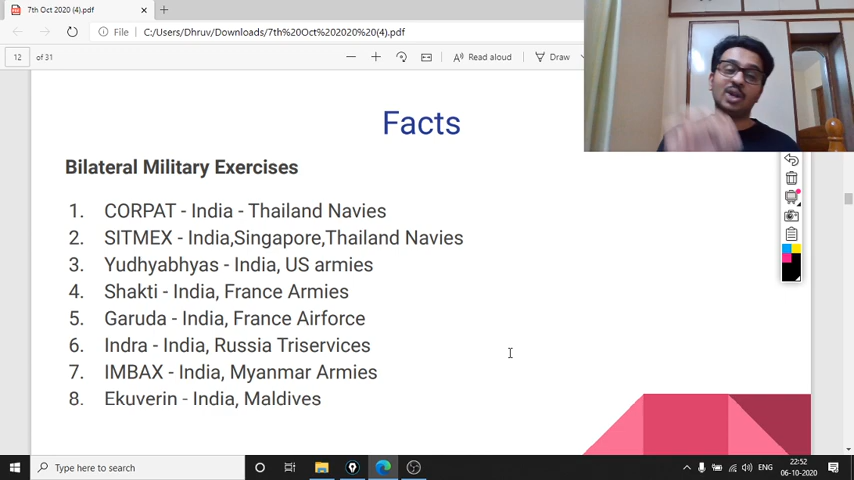 7th Oct 2020 (4).pdf
File
C:/Users/Dhruv/Downloads/7th%20Oct%202020%20(4).pdf
12 of 31
Read aloud
Draw
Facts
Bilateral Military Exercises
1. CORPAT - India - Thailand Navies
2. SITMEX - India,Singapore,Thailand Navies
3. Yudhyabhyas - India, US armies
4. Shakti - India, France Armies
5. Garuda - India, France Airforce
6. Indra - India, Russia Triservices
7. IMBAX - India, Myanmar Armies
8. Ekuverin - India, Maldives
Type here to search
ENG
22:52
06-10-2020